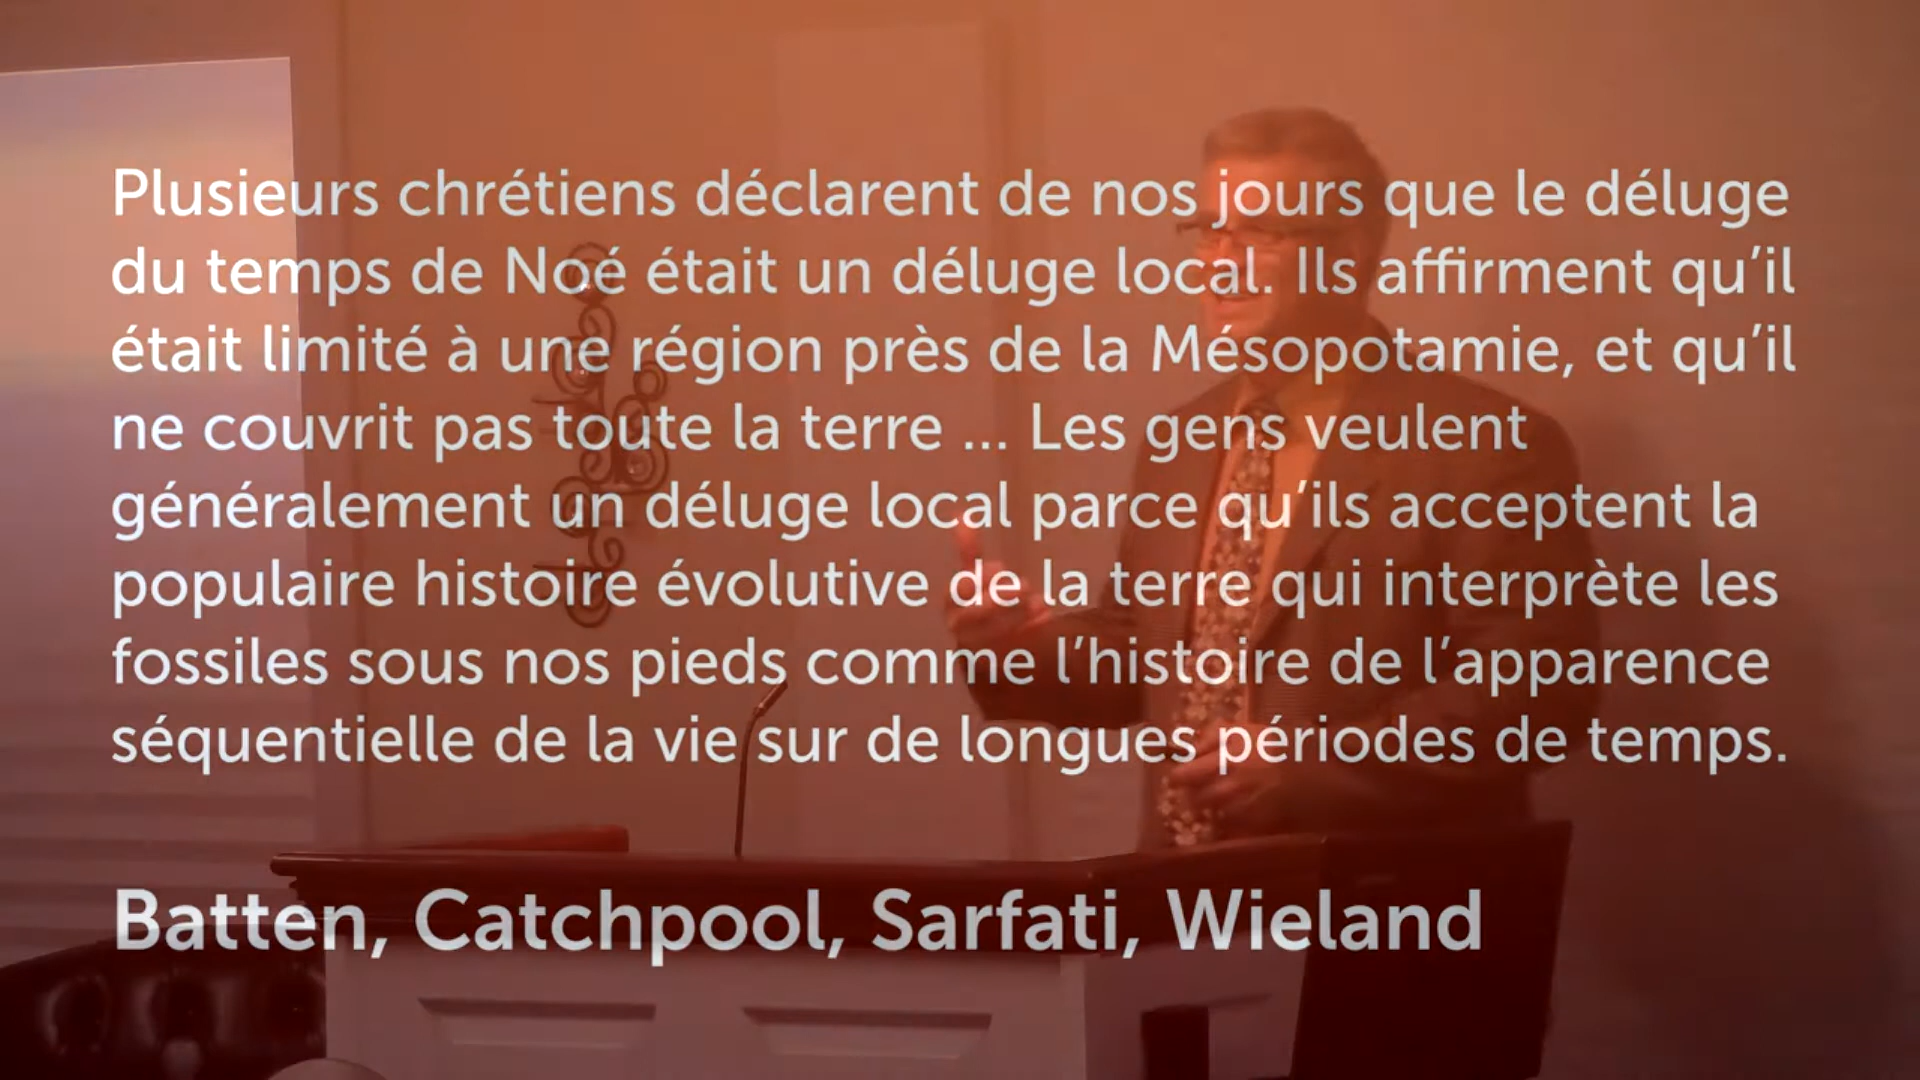 Plusieurs chrétiens déclarent de nos jours que le déluge
du temps de Noé était un déluge local. Ils affirment qu’il
était limité à une région près de la Mésopotamie, et qu’il
ne couvrit pas toute la terre ... Les gens veulent
généralement un déluge local parce qu’ils acceptent la
populaire histoire évolutive de la terre qui interprète les
fossiles sous nos pieds comme l’histoire de l’apparence
séquentielle de la vie sur de longues périodes de temps.
Batten, Catchpool, Sarfati, Wieland